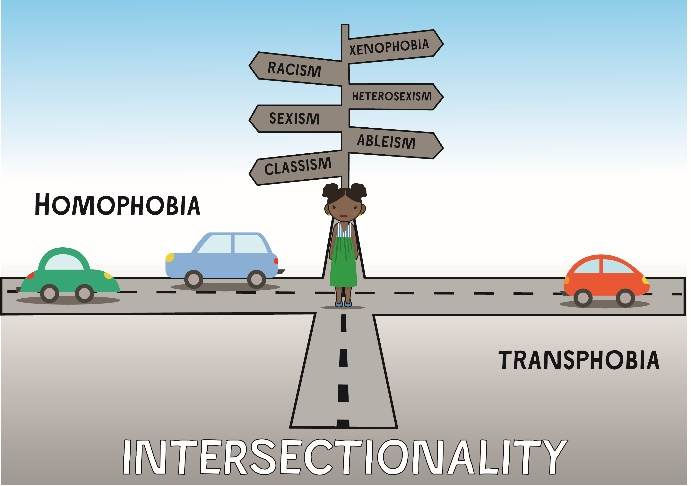 XENOPHOBIA
RACISM
HETEROSEXISM
SEXISM
ABLEISM
CLASSISM
HOMOPHOBIA
TRANSPHOBIA
INTERSECTIONALITY